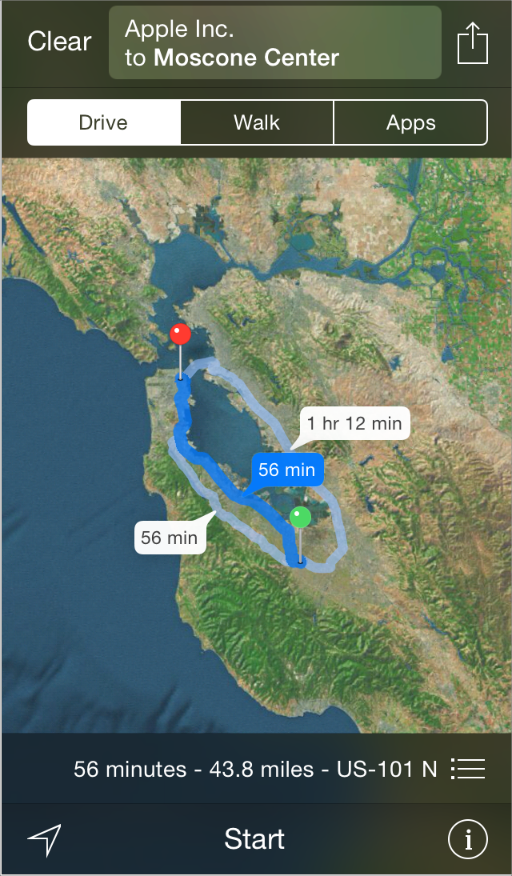 Clear
Apple Inc.
to Moscone Center
Drive
Walk
Apps
1 hr 12 min
56 min
56 min
56 minutes - 43.8 miles - US-101 N
Start